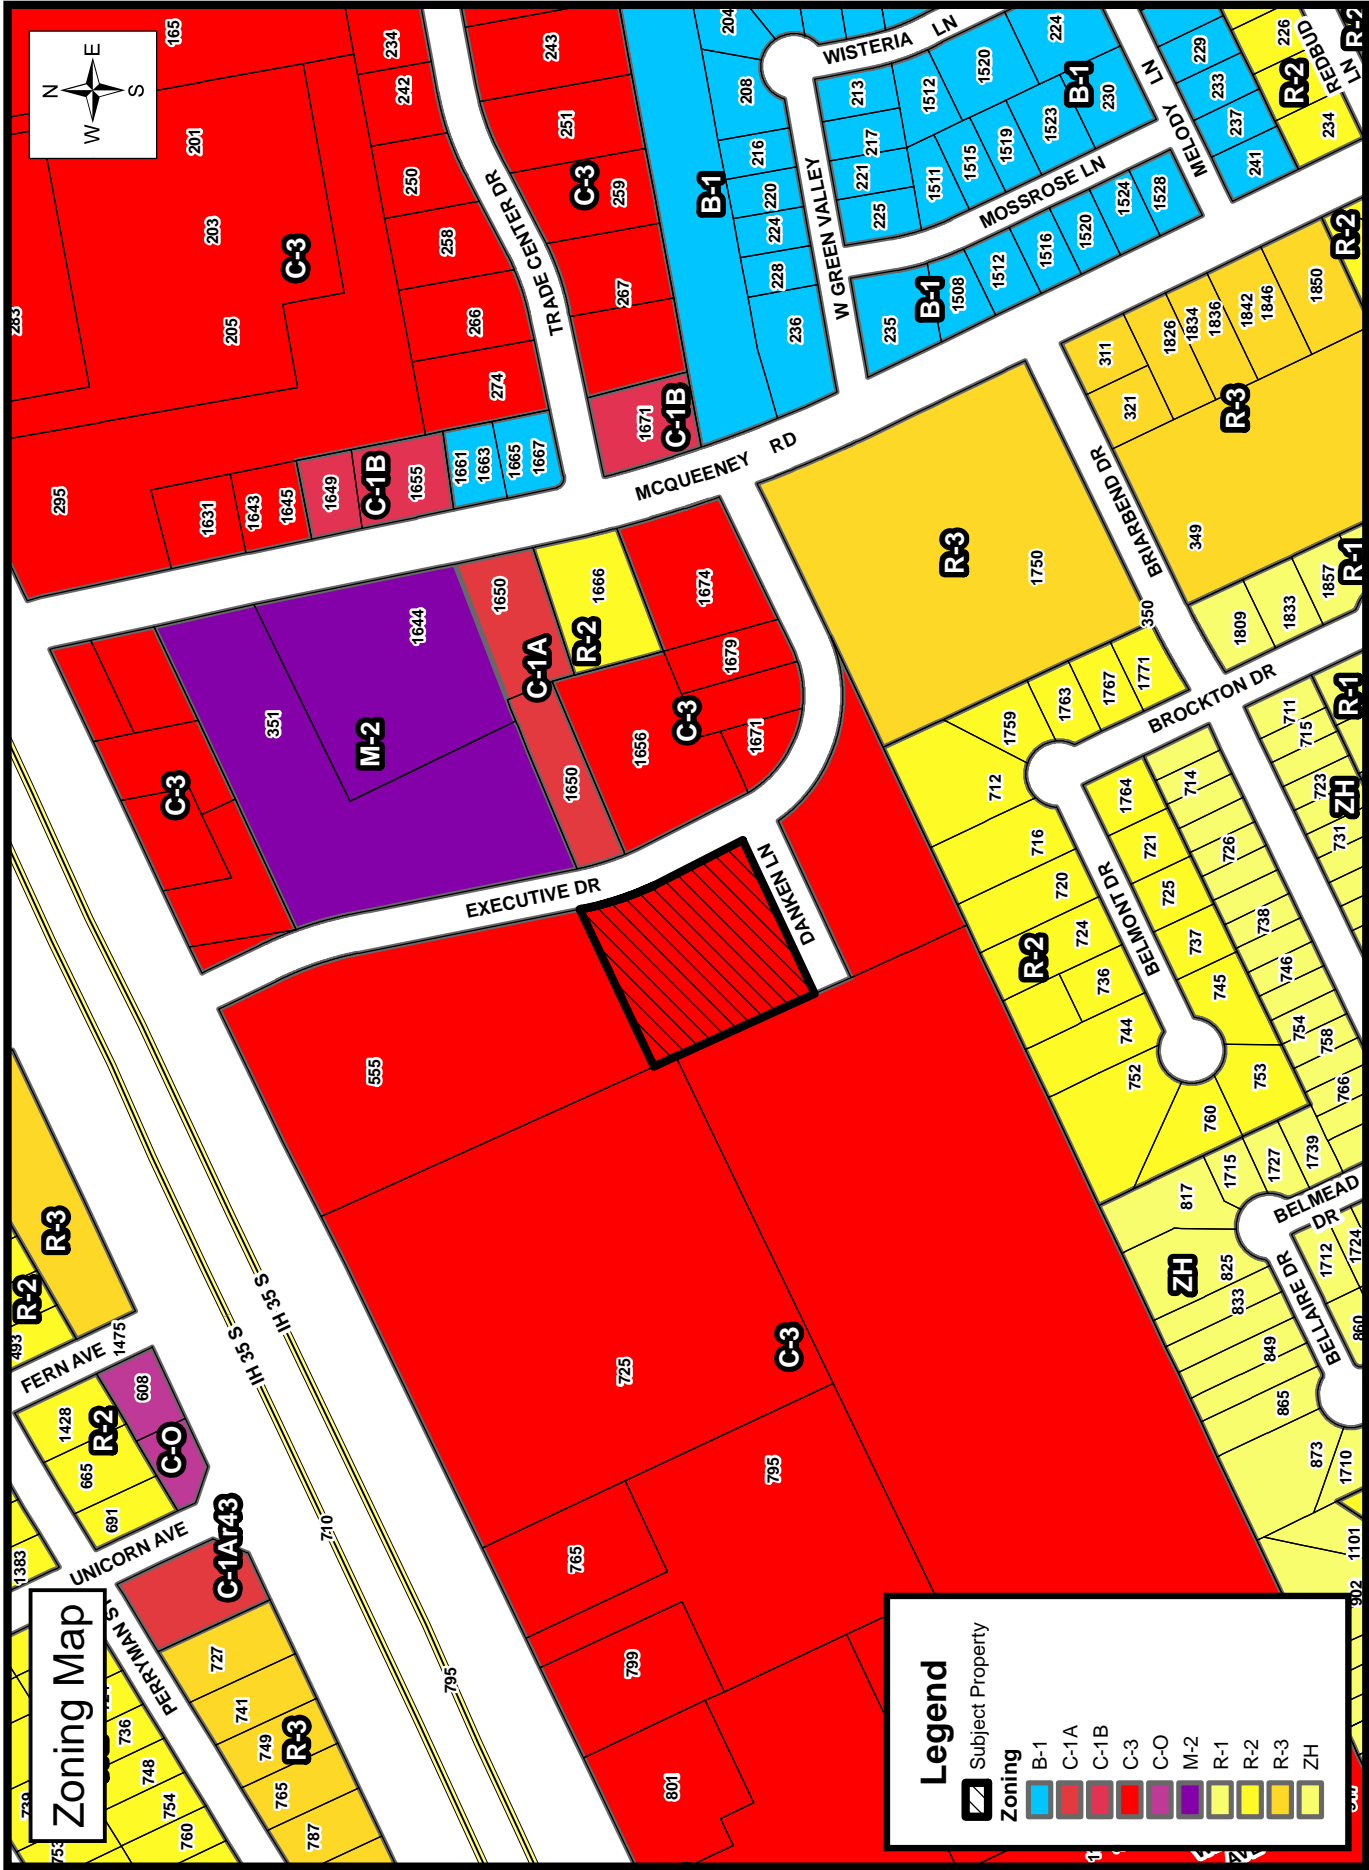 Zoning Map
N
E
S
W
Legend
Subject Property
Zoning
B-1
C-1A
C-1B
C-3
C-O
M-2
R-1
R-2
R-3
ZH
IH 35 S
IH 35 S
710
795
FERN AVE
UNICORN AVE
PERRYMAN ST
EXECUTIVE DR
DANKEN LN
MCQUEENEY RD
TRADE CENTER DR
W GREEN VALLEY
WISTERIA LN
MOSSROSE LN
MELODY LN
REDBUD LN
BRIARBEND DR
BROCKTON DR
BELMONT DR
BELLAIRE DR
BELMEAD DR
R-3
R-2
493
1475
1428
665
691
R-2
608
C-O
1383
C-1Ar43
727
741
749
765
787
R-3
736
748
754
760
739
753
555
725
C-3
795
765
799
801
C-3
351
M-2
1644
1650
C-1A
1650
R-2
1666
1656
C-3
1674
1679
1671
165
201
203
205
283
C-3
295
234
242
250
258
266
274
1631
1643
1645
1649
C-1B
1655
1661
1663
1665
1667
243
251
259
C-3
267
1671
C-1B
B-1
204
208
216
220
224
228
236
213
217
221
225
1512
1520
224
B-1
230
1523
1519
1515
1511
235
B-1
1508
1512
1516
1520
1524
1528
229
233
237
241
226
R-2
234
R-2
R-2
311
321
1826
1834
1836
1842
1846
1850
R-3
349
R-3
1750
350
1809
1833
1857
R-1
R-1
711
715
723
731
ZH
1759
1763
1767
1771
712
716
720
724
736
744
752
760
753
R-2
1764
721
725
737
745
714
726
738
746
754
758
766
817
1715
1727
1739
ZH
825
833
849
865
873
1710
1712
1724
860
1101
902